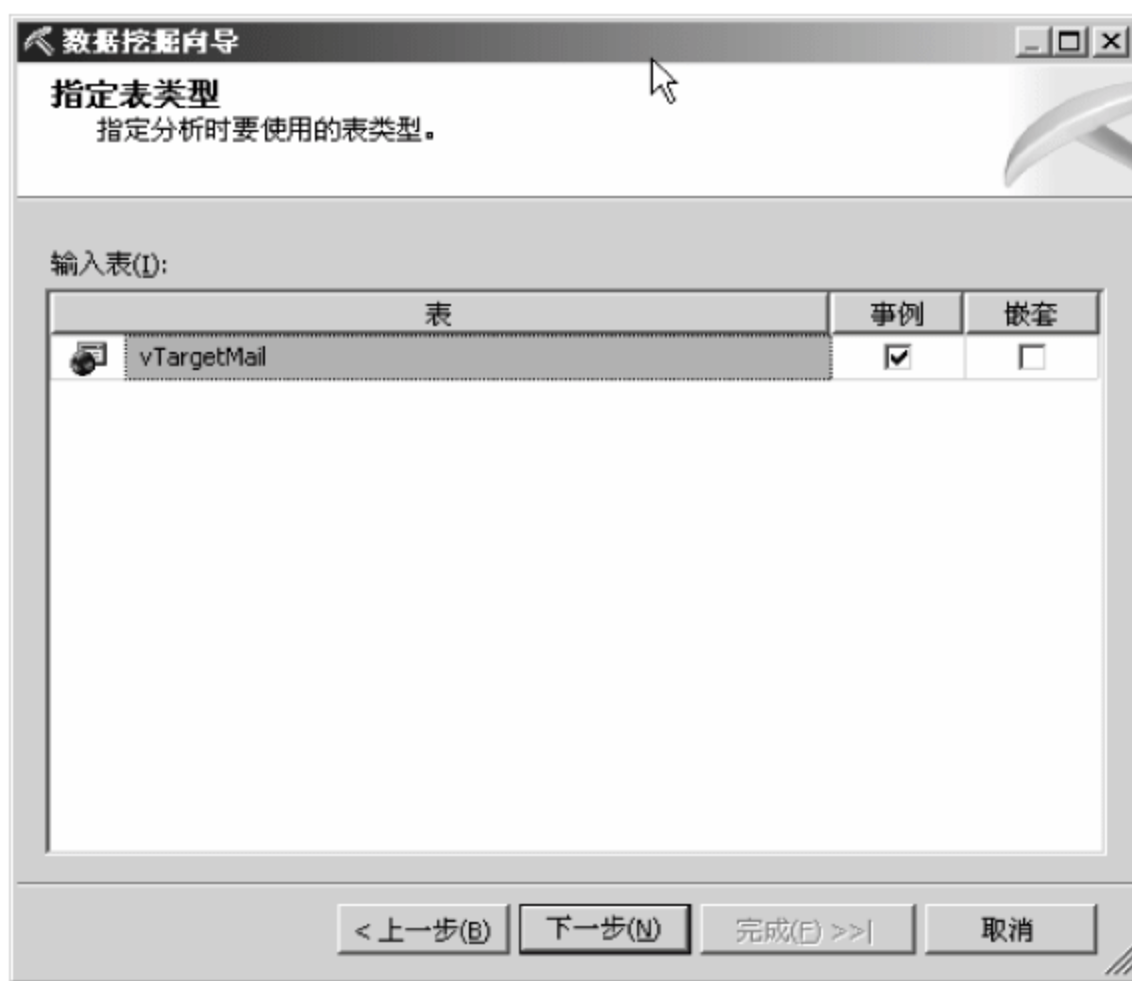 数据挖掘向导
指定表类型
指定分析时要使用的表类型。
输入表(I):
表 事例 嵌套
vTargetMail
<上一步(B) 下一步(N) 完成(F) >>| 取消